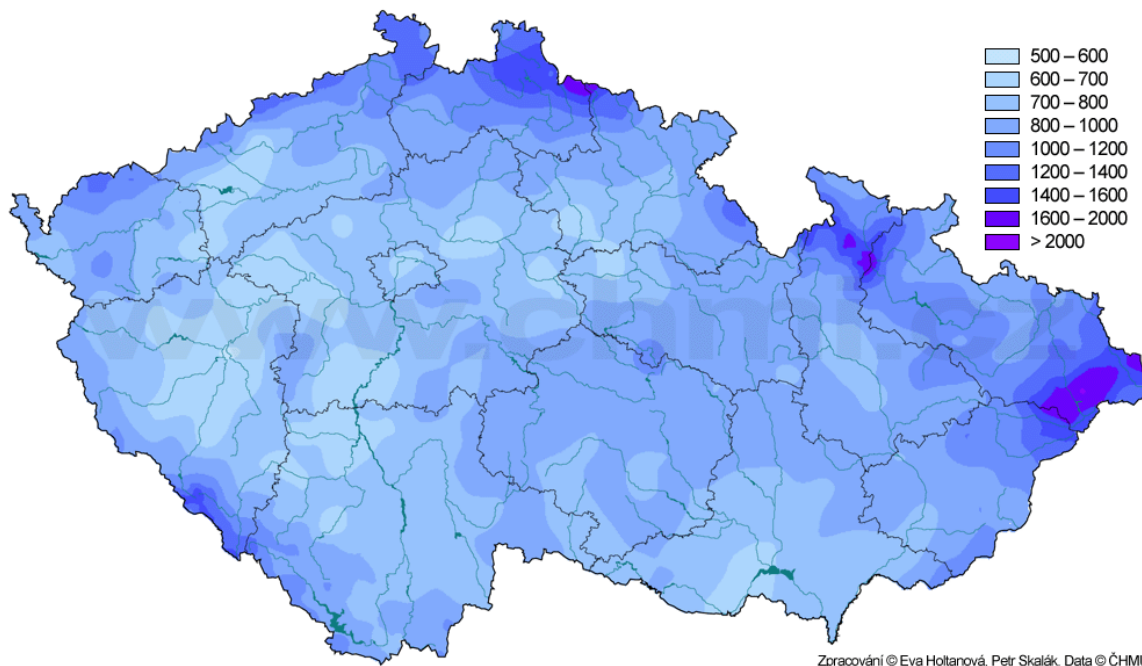 500 – 600
600 – 700
700 – 800
800 – 1000
1000 – 1200
1200 – 1400
1400 – 1600
1600 – 2000
> 2000
www.chmi.cz
Zpracování © Eva Holtanová, Petr Skalák, Data © ČHMÚ